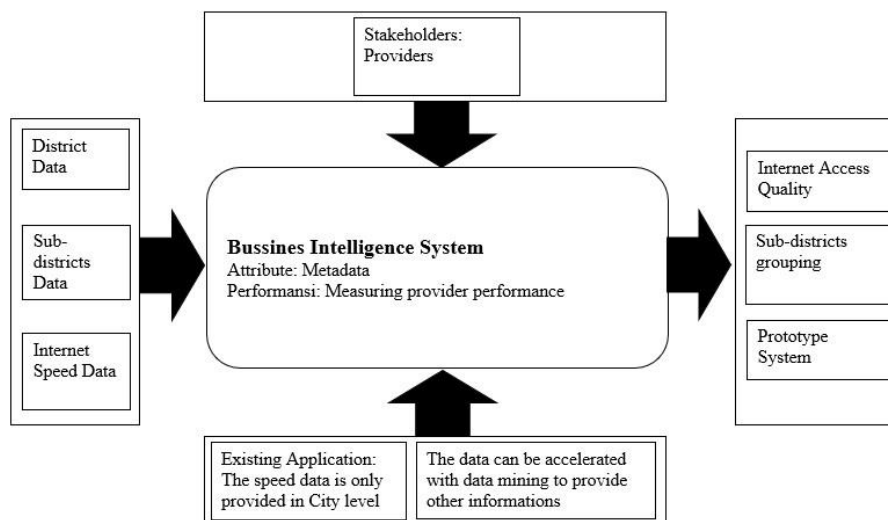 Stakeholders:
Providers
District
Data
Sub-
districts
Data
Internet
Speed Data
Bussines Intelligence System
Attribute: Metadata
Performansi: Measuring provider performance
Internet Access
Quality
Sub-districts
grouping
Prototype
System
Existing Application:
The speed data is only
provided in City level
The data can be accelerated
with data mining to provide
other informations